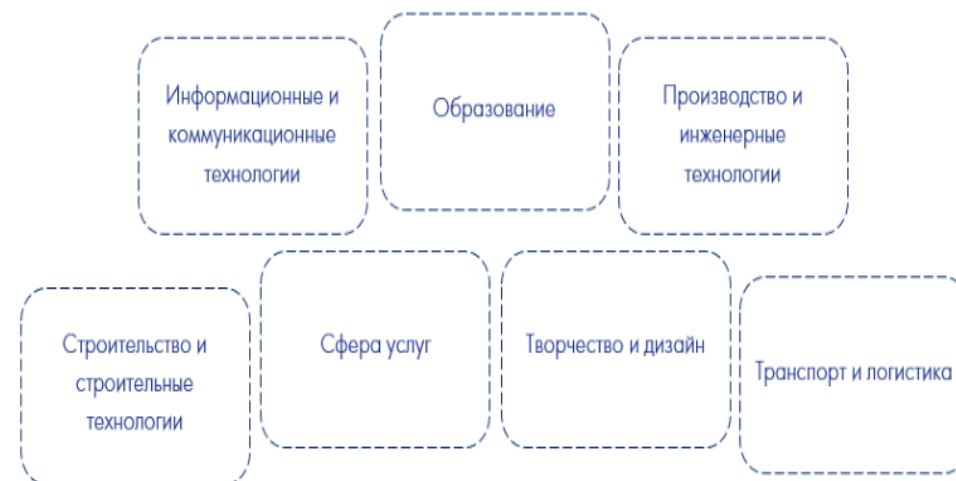 Информационные и
коммуникационные
технологии
Образование
Производство и
инженерные
технологии
Строительство и
строительные
технологии
Сфера услуг
Творчество и дизайн
Транспорт и логистика